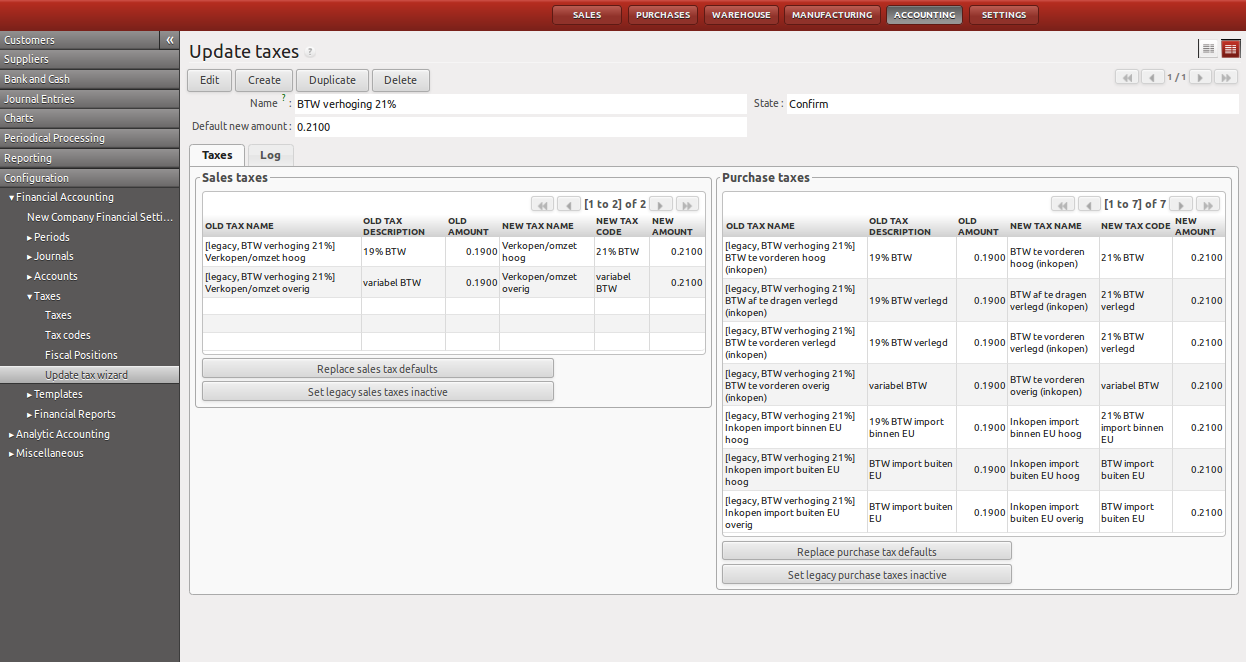 SALES PURCHASES WAREHOUSE MANUFACTURING ACCOUNTING SETTINGS
Customers «
Suppliers
Bank and Cash
Journal Entries
Charts
Periodical Processing
Reporting
Configuration
Financial Accounting
New Company Financial Setti...
Periods
Journals
Accounts
Taxes
Taxes
Tax codes
Fiscal Positions
Update tax wizard
Templates
Financial Reports
Analytic Accounting
Miscellaneous
Update taxes ?
Edit Create Duplicate Delete
1 / 1
Name ? : BTW verhoging 21% State : Confirm
Default new amount : 0.2100
Taxes Log
Sales taxes
[1 to 2] of 2
OLD TAX NAME OLD TAX DESCRIPTION OLD AMOUNT NEW TAX NAME NEW TAX CODE NEW AMOUNT
[legacy, BTW verhoging 21%] Verkopen/omzet hoog 19% BTW 0.1900 Verkopen/omzet hoog 21% BTW 0.2100
[legacy, BTW verhoging 21%] Verkopen/omzet overig variabel BTW 0.1900 Verkopen/omzet overig variabel BTW 0.2100
Replace sales tax defaults
Set legacy sales taxes inactive
Purchase taxes
[1 to 7] of 7
OLD TAX NAME OLD TAX DESCRIPTION OLD AMOUNT NEW TAX NAME NEW TAX CODE NEW AMOUNT
[legacy, BTW verhoging 21%] BTW te vorderen hoog (inkopen) 19% BTW 0.1900 BTW te vorderen hoog (inkopen) 21% BTW 0.2100
[legacy, BTW verhoging 21%] BTW af te dragen verlegd (inkopen) 19% BTW verlegd 0.1900 BTW af te dragen verlegd (inkopen) 21% BTW verlegd 0.2100
[legacy, BTW verhoging 21%] BTW te vorderen verlegd (inkopen) 19% BTW verlegd 0.1900 BTW te vorderen verlegd (inkopen) 21% BTW verlegd 0.2100
[legacy, BTW verhoging 21%] BTW te vorderen overig (inkopen) variabel BTW 0.1900 BTW te vorderen overig (inkopen) variabel BTW 0.2100
[legacy, BTW verhoging 21%] Inkopen import binnen EU hoog 19% BTW import binnen EU 0.1900 Inkopen import binnen EU hoog 21% BTW import binnen EU 0.2100
[legacy, BTW verhoging 21%] Inkopen import buiten EU hoog BTW import buiten EU 0.1900 Inkopen import buiten EU hoog BTW import buiten EU 0.2100
[legacy, BTW verhoging 21%] Inkopen import buiten EU overig BTW import buiten EU 0.1900 Inkopen import buiten EU overig BTW import buiten EU 0.2100
Replace purchase tax defaults
Set legacy purchase taxes inactive